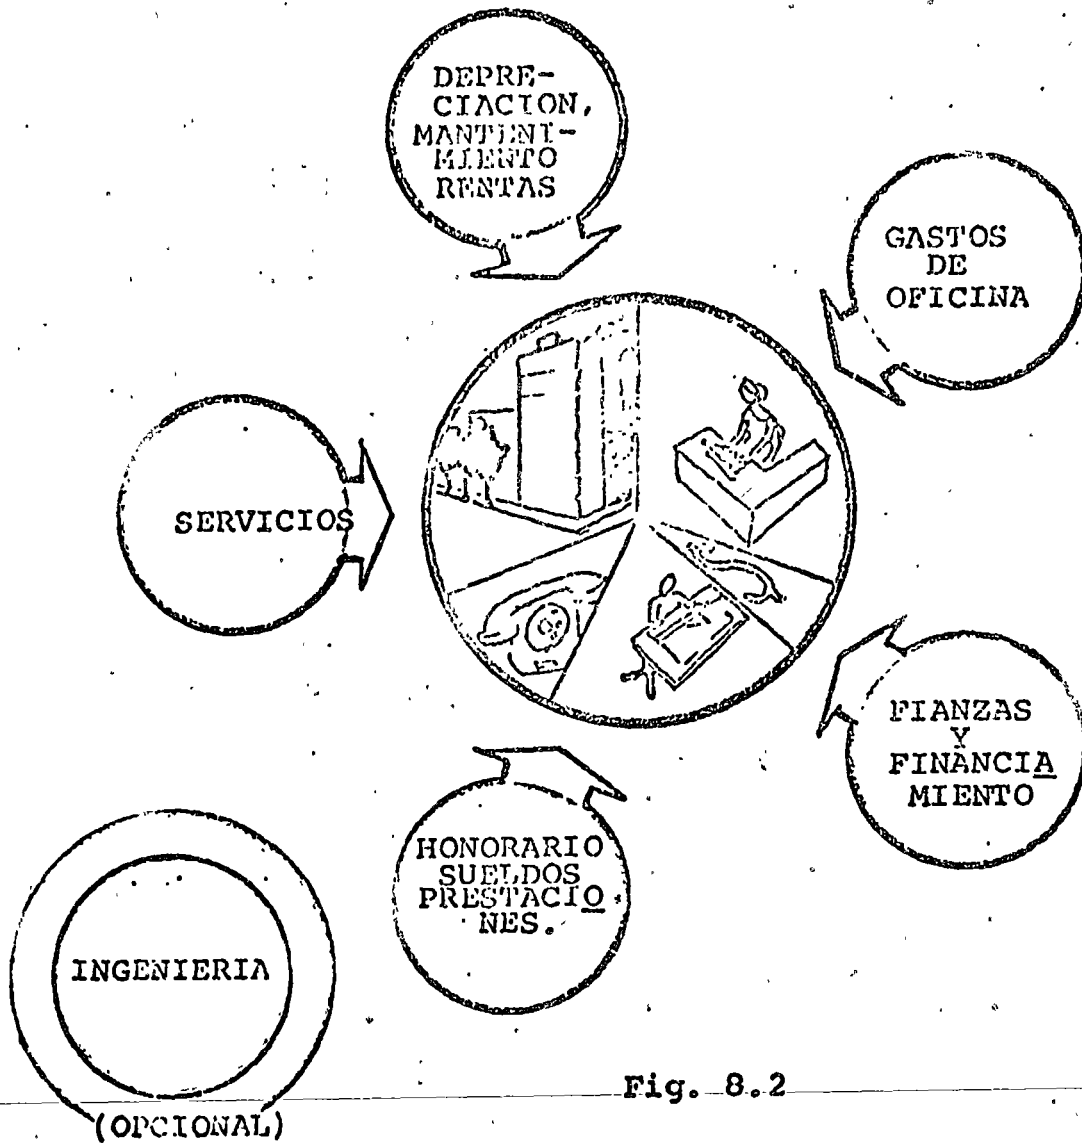 DEPRE-
CIACION,
MANTENI-
MIENTO
RENTAS
GASTOS
DE
OFICINA
SERVICIOS
FIANZAS
Y
FINANCIA
MIENTO
HONORARIO
SUELDOS
PRESTACIO
NES.
INGENIERIA
(OPCIONAL)
Fig. 8.2